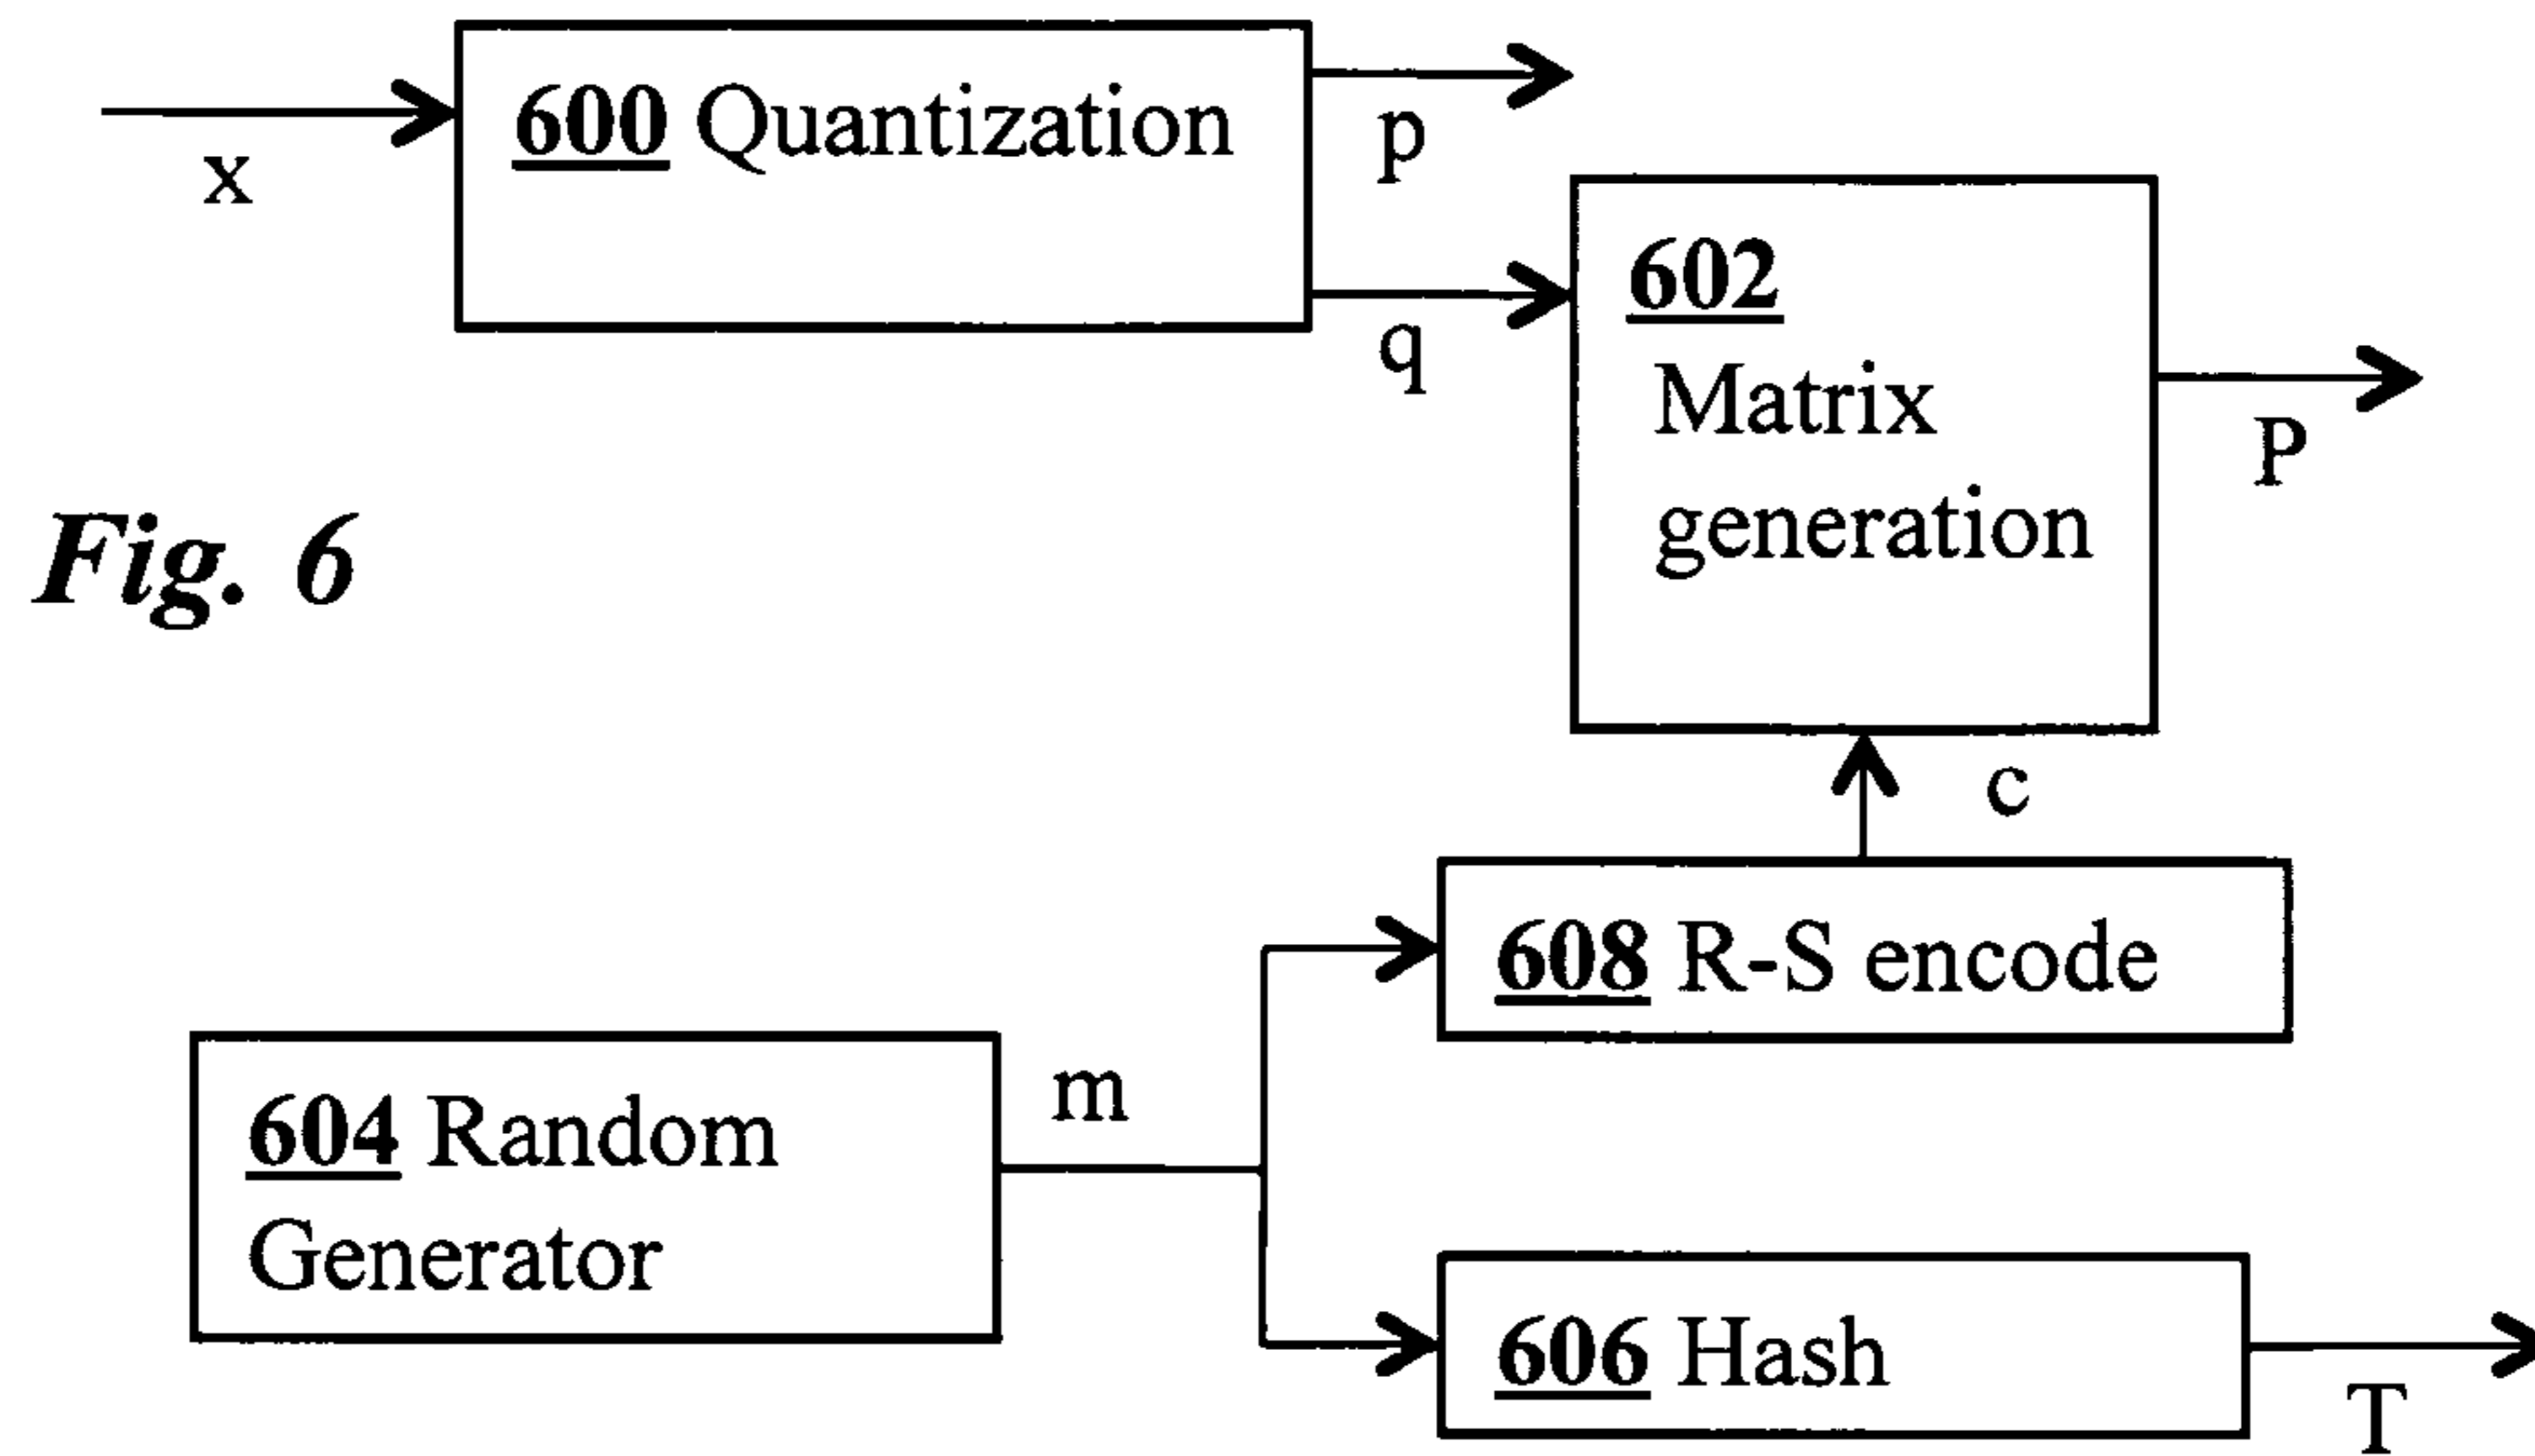 600 Quantization
x
p
q
602
Matrix
generation
P
Fig. 6
c
608 R-S encode
604 Random
Generator
m
606 Hash
T